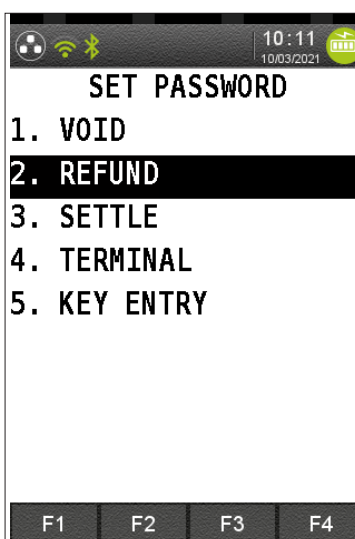 10:11
10/03/2021
SET PASSWORD
1. VOID
2. REFUND
3. SETTLE
4. TERMINAL
5. KEY ENTRY
F1 F2 F3 F4